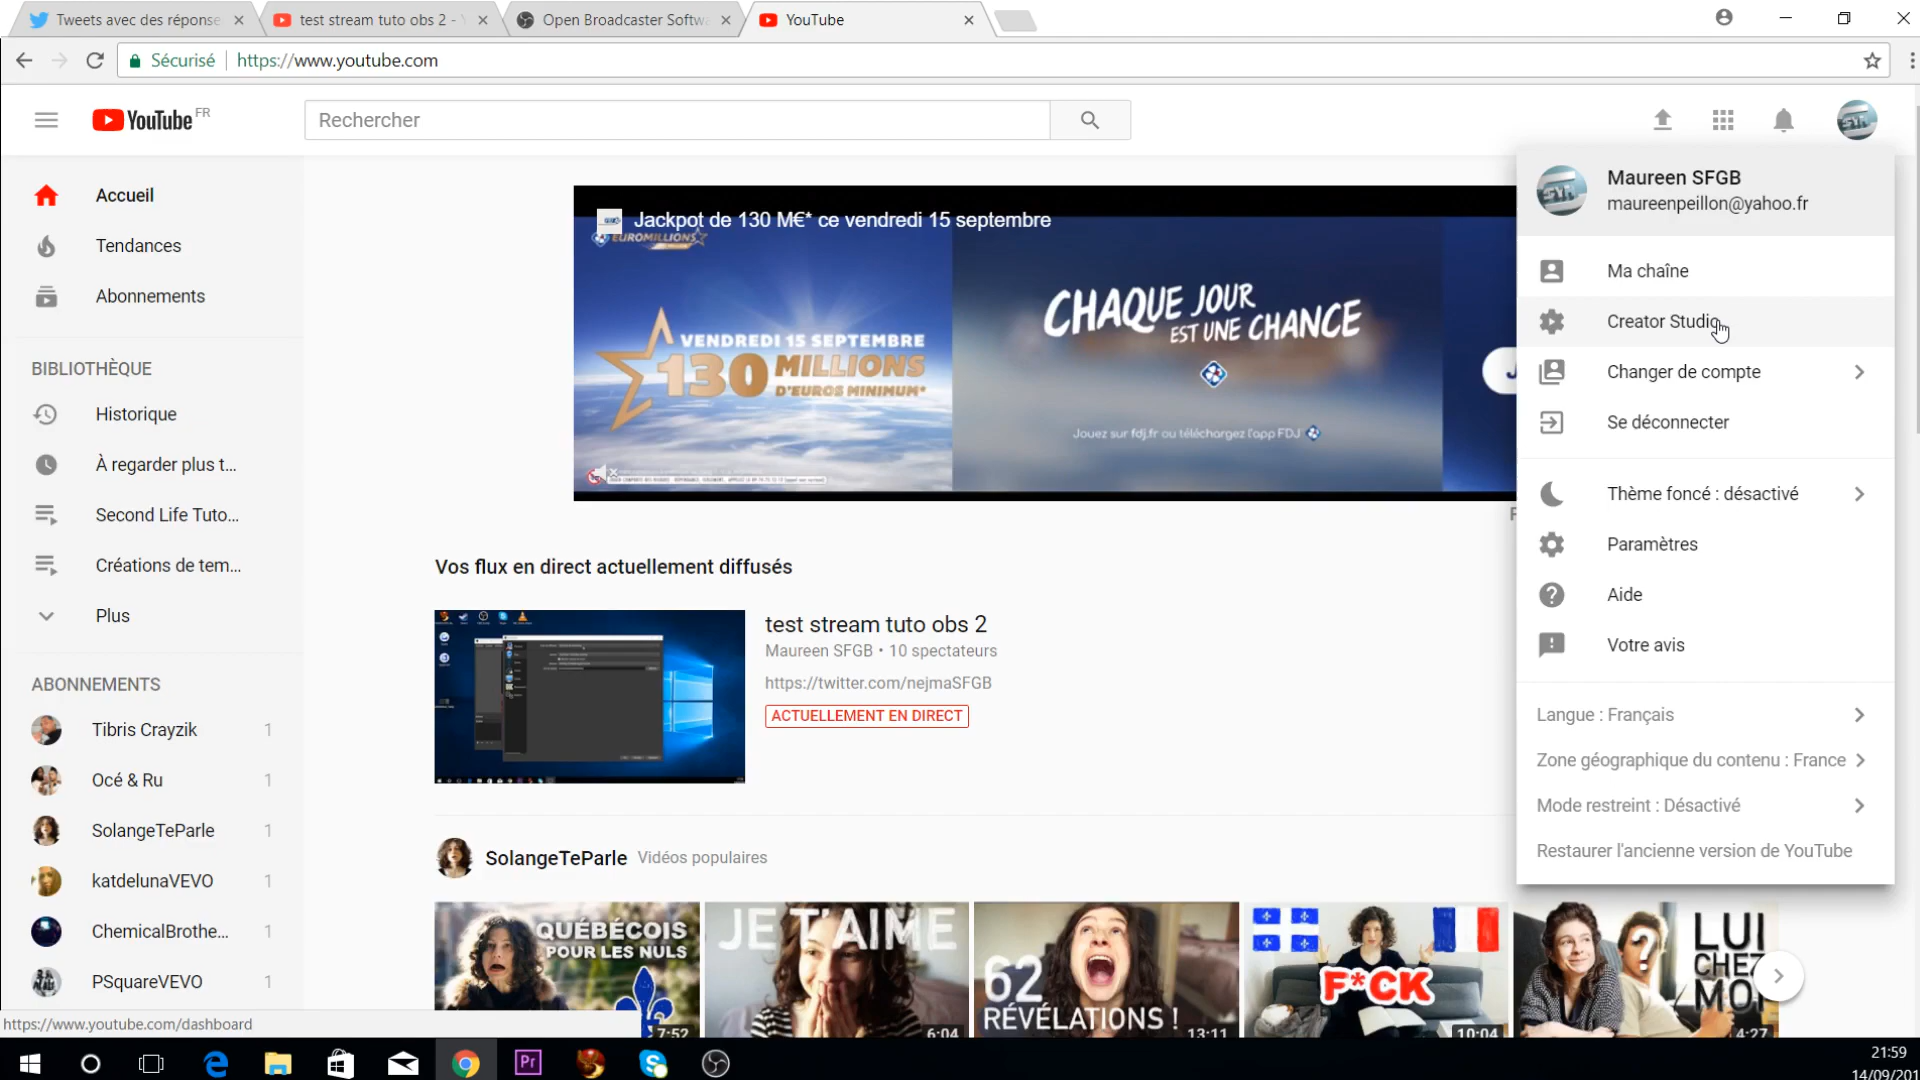 Tweets avec des réponse
test stream tuto obs 2 -
Open Broadcaster Softwa
YouTube
Sécurisé
https://www.youtube.com
YouTube FR
Rechercher
Accueil
Tendances
Abonnements
BIBLIOTHÈQUE
Historique
À regarder plus t...
Second Life Tuto...
Créations de tem...
Plus
ABONNEMENTS
Tibris Crayzik 1
Océ & Ru 1
SolangeTeParle 1
katdelunaVEVO 1
ChemicalBrothe... 1
PSquareVEVO 1
https://www.youtube.com/dashboard
Jackpot de 130 M€* ce vendredi 15 septembre
EUROMILLIONS
VENDREDI 15 SEPTEMBRE
130 MILLIONS
D'EUROS MINIMUM*
CHAQUE JOUR
EST UNE CHANCE
Jouez sur fdj.fr ou téléchargez l'app FDJ
Vos flux en direct actuellement diffusés
test stream tuto obs 2
Maureen SFGB • 10 spectateurs
https://twitter.com/nejmaSFGB
ACTUELLEMENT EN DIRECT
SolangeTeParle Vidéos populaires
QUÉBÉCOIS
POUR LES NULS
7:52
JE T'AIME
6:04
62
RÉVÉLATIONS !
13:11
F*CK
10:04
LUI
CHEZ
MOI
4:27
Maureen SFGB
maureenpeillon@yahoo.fr
Ma chaîne
Creator Studio
Changer de compte
Se déconnecter
Thème foncé : désactivé
Paramètres
Aide
Votre avis
Langue : Français
Zone géographique du contenu : France
Mode restreint : Désactivé
Restaurer l'ancienne version de YouTube
Pr
21:59
14/09/201